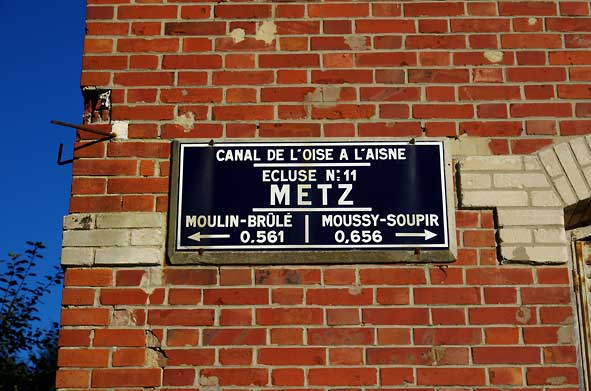 CANAL DE L'OISE A L'AISNE
ECLUSE N.11
METZ
MOULIN-BRÛLÉ MOUSSY-SOUPIR
0.561 0,656